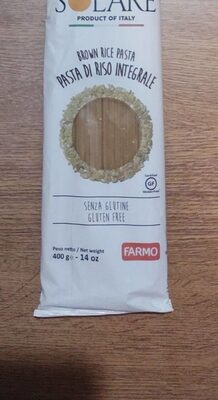 SOLARE
PRODUCT OF ITALY
BROWN RICE PASTA
PASTA DI RISO INTEGRALE
GF
SENZA GLUTINE
GLUTEN FREE
Peso netto / Net weight
400 g℮ - 14 oz
FARMO